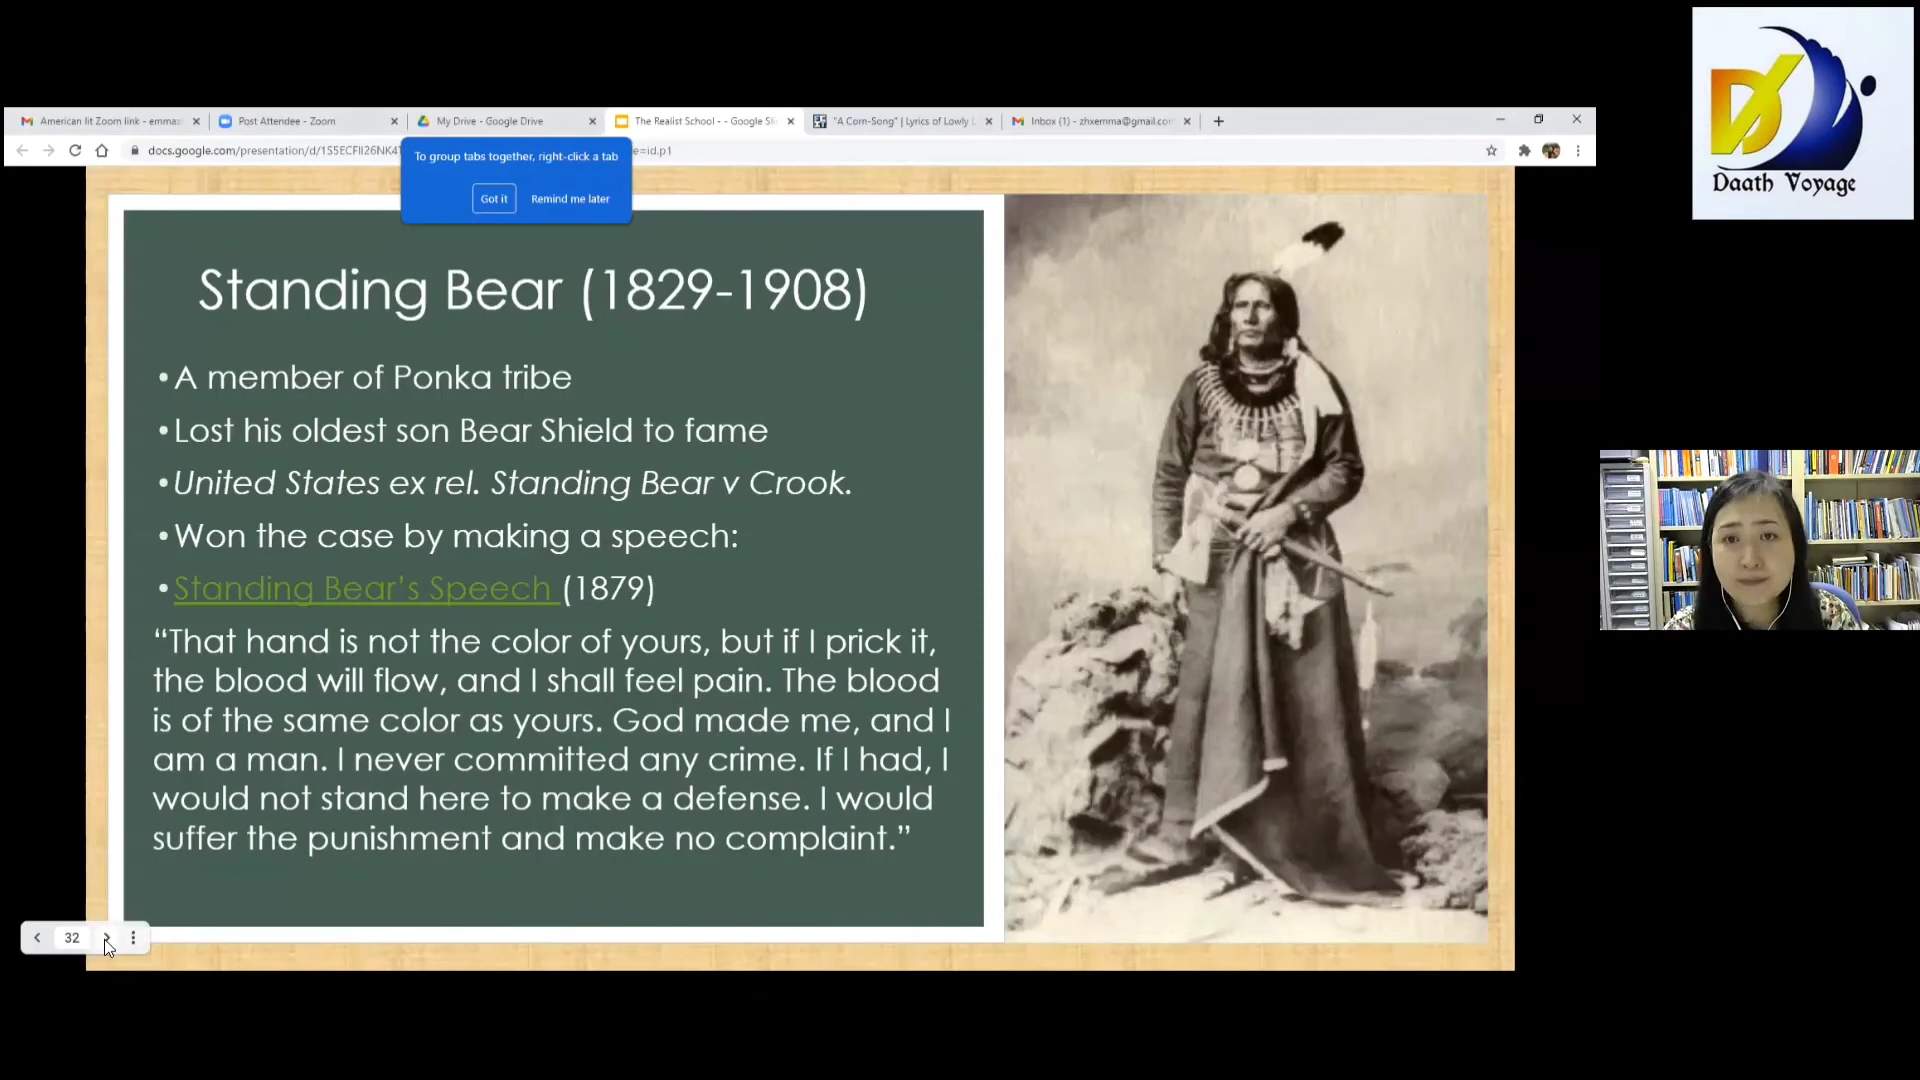 American lit Zoom link - emmaz
Post Attendee - Zoom
My Drive - Google Drive
The Realist School - - Google Sli
"A Corn-Song" | Lyrics of Lowly L
Inbox (1) - zhxemma@gmail.com
docs.google.com/presentation/d/1S5ECFII26NK4
=id.p1
To group tabs together, right-click a tab
Got it
Remind me later
Daath Voyage
Standing Bear (1829-1908)
•A member of Ponka tribe
•Lost his oldest son Bear Shield to fame
•United States ex rel. Standing Bear v Crook.
•Won the case by making a speech:
•Standing Bear’s Speech (1879)
“That hand is not the color of yours, but if I prick it,
the blood will flow, and I shall feel pain. The blood
is of the same color as yours. God made me, and I
am a man. I never committed any crime. If I had, I
would not stand here to make a defense. I would
suffer the punishment and make no complaint.”
32